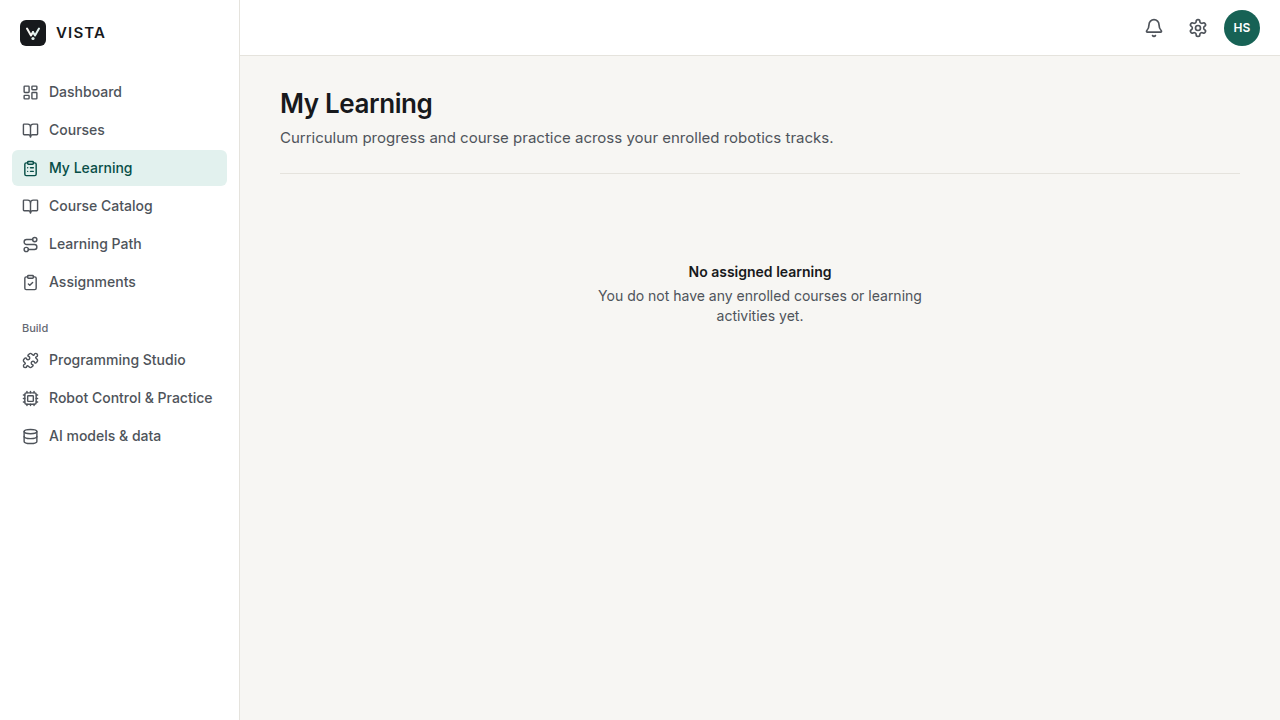 VISTA
HS
Dashboard
Courses
My Learning
Course Catalog
Learning Path
Assignments
Build
Programming Studio
Robot Control & Practice
AI models & data
My Learning
Curriculum progress and course practice across your enrolled robotics tracks.
No assigned learning
You do not have any enrolled courses or learning
activities yet.